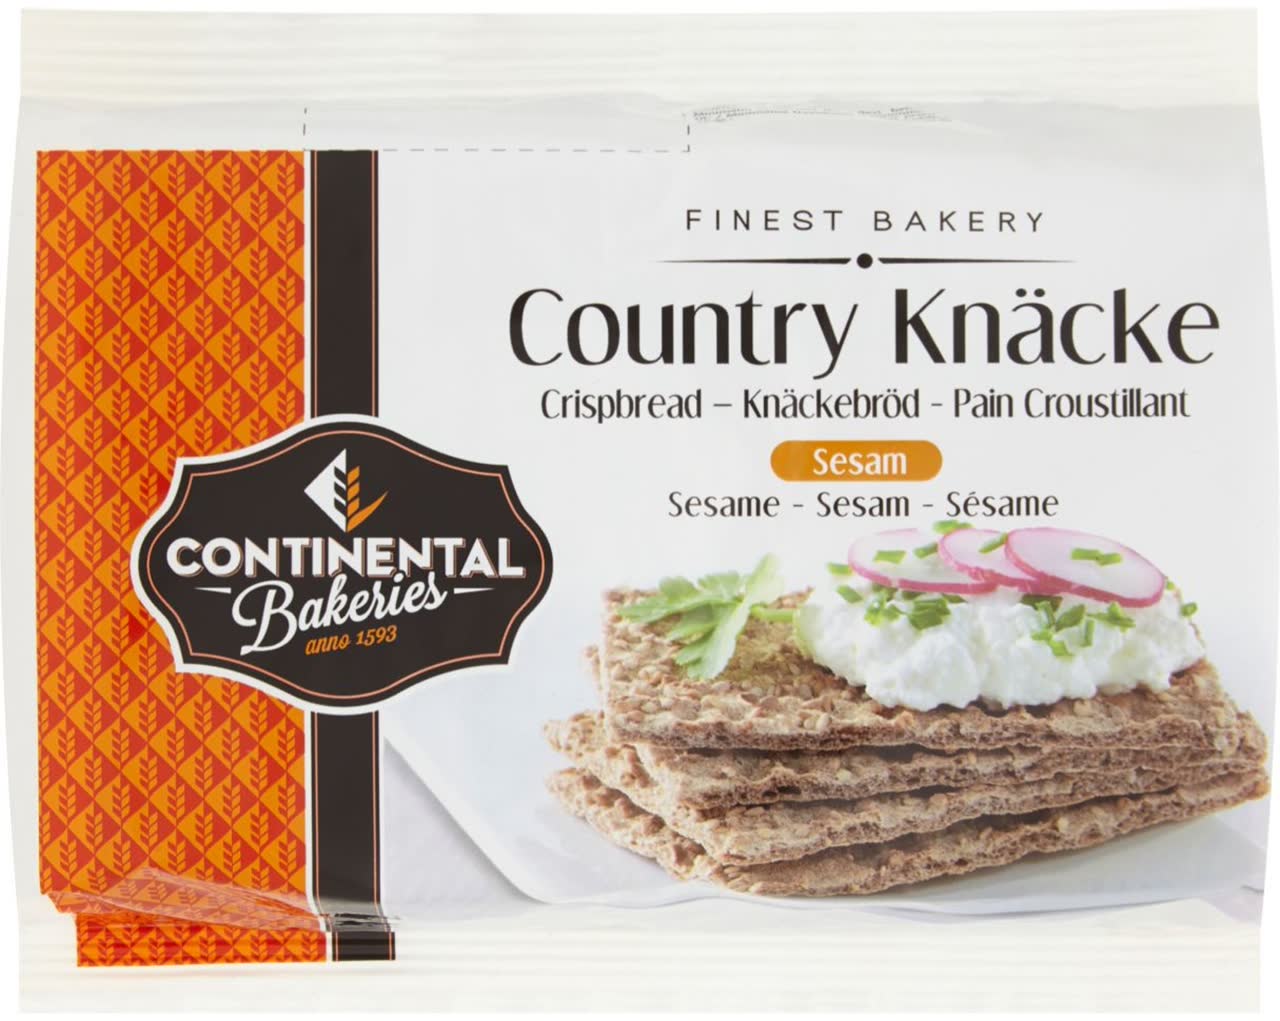 FINEST BAKERY
Country Knäcke
Crispbread – Knäckebröd - Pain Croustillant
Sesam
Sesame - Sesam - Sésame
CONTINENTAL
Bakeries
anno 1593